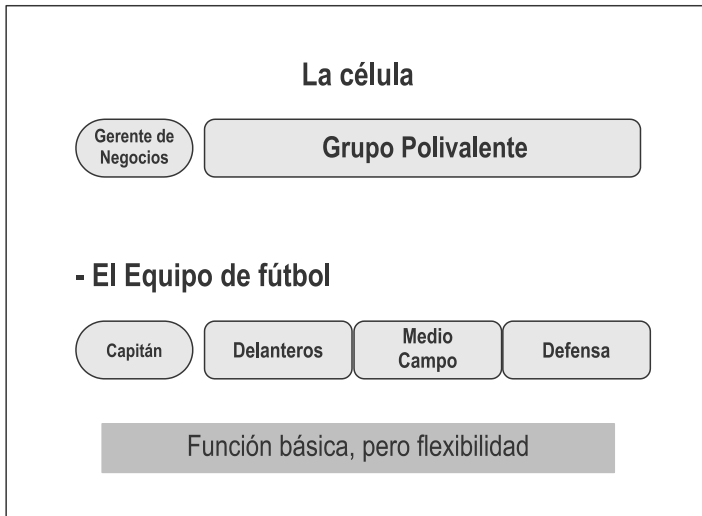 La célula
Gerente de
Negocios
Grupo Polivalente
- El Equipo de fútbol
Capitán
Delanteros
Medio
Campo
Defensa
Función básica, pero flexibilidad